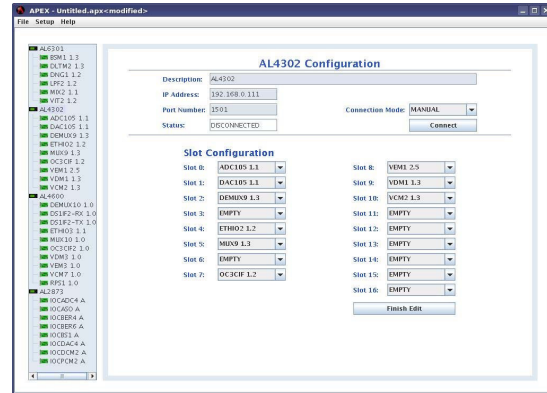 APEX - Untitled.apx<modified>
File Setup Help
AL6301
BSM1 1.3
DLTM2 1.3
DNG1 1.2
LPF2 1.2
MIX2 1.1
VIT2 1.2
AL4302
ADC105 1.1
DAC105 1.1
DEMUX9 1.3
ETHIO2 1.2
MUX9 1.3
OC3CIF 1.2
VEM1 2.5
VDM1 1.3
VCM2 1.3
AL4600
DEMUX10 1.0
DS1IF2-RX 1.0
DS1IF2-TX 1.0
ETHIO3 1.1
MUX10 1.0
OC3CIF2 1.0
VDM3 1.0
VEM3 1.0
VCM7 1.0
RPS1 1.0
AL2873
IOCADC4 A
IOCASO A
IOCBER4 A
IOCBER6 A
IOCBS1 A
IOCDAC4 A
IOCDCM2 A
IOCPCM2 A
AL4302 Configuration
Description: AL4302
IP Address: 192.168.0.111
Port Number: 1501 Connection Mode: MANUAL
Status: DISCONNECTED Connect
Slot Configuration
Slot 0: ADC105 1.1 Slot 8: VEM1 2.5
Slot 1: DAC105 1.1 Slot 9: VDM1 1.3
Slot 2: DEMUX9 1.3 Slot 10: VCM2 1.3
Slot 3: EMPTY Slot 11: EMPTY
Slot 4: ETHIO2 1.2 Slot 12: EMPTY
Slot 5: MUX9 1.3 Slot 13: EMPTY
Slot 6: EMPTY Slot 14: EMPTY
Slot 7: OC3CIF 1.2 Slot 15: EMPTY
Slot 16: EMPTY
Finish Edit